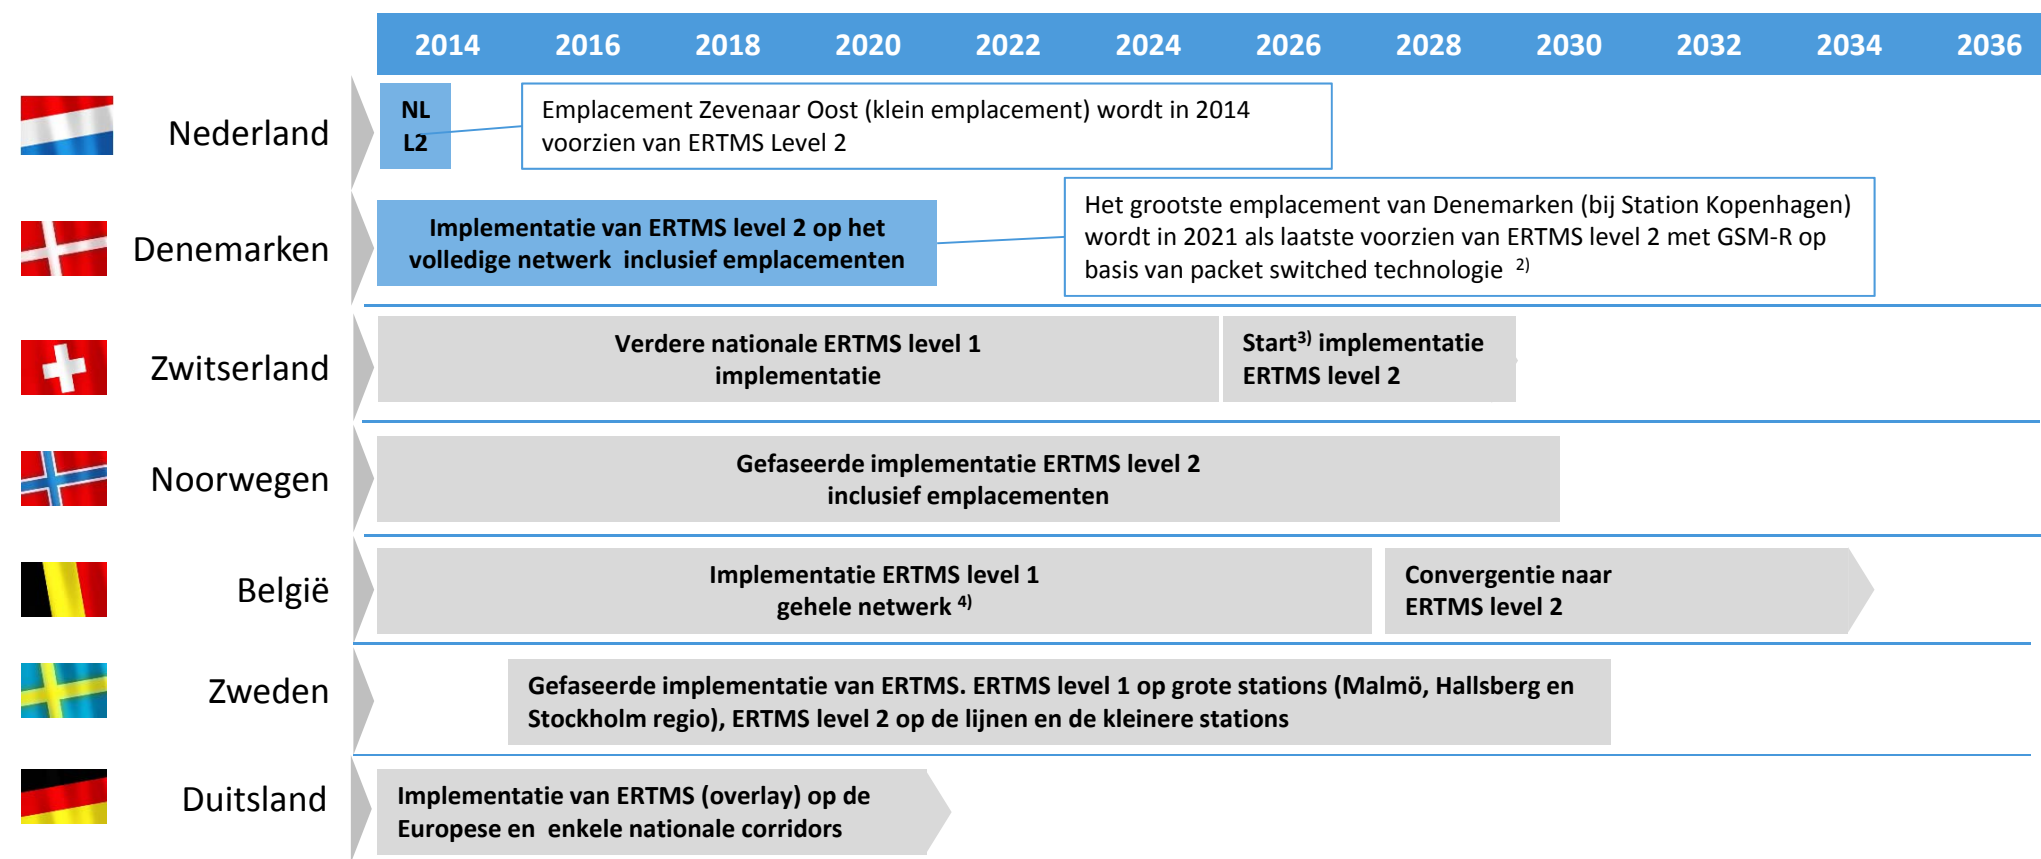 2014 2016 2018 2020 2022 2024 2026 2028 2030 2032 2034 2036
Nederland
NL
L2
Emplacement Zevenaar Oost (klein emplacement) wordt in 2014
voorzien van ERTMS Level 2
Denemarken
Implementatie van ERTMS level 2 op het
volledige netwerk inclusief emplacementen
Het grootste emplacement van Denemarken (bij Station Kopenhagen)
wordt in 2021 als laatste voorzien van ERTMS level 2 met GSM-R op
basis van packet switched technologie 2)
Zwitserland
Verdere nationale ERTMS level 1
implementatie
Start3) implementatie
ERTMS level 2
Noorwegen
Gefaseerde implementatie ERTMS level 2
inclusief emplacementen
België
Implementatie ERTMS level 1
gehele netwerk 4)
Convergentie naar
ERTMS level 2
Zweden
Gefaseerde implementatie van ERTMS. ERTMS level 1 op grote stations (Malmö, Hallsberg en
Stockholm regio), ERTMS level 2 op de lijnen en de kleinere stations
Duitsland
Implementatie van ERTMS (overlay) op de
Europese en enkele nationale corridors